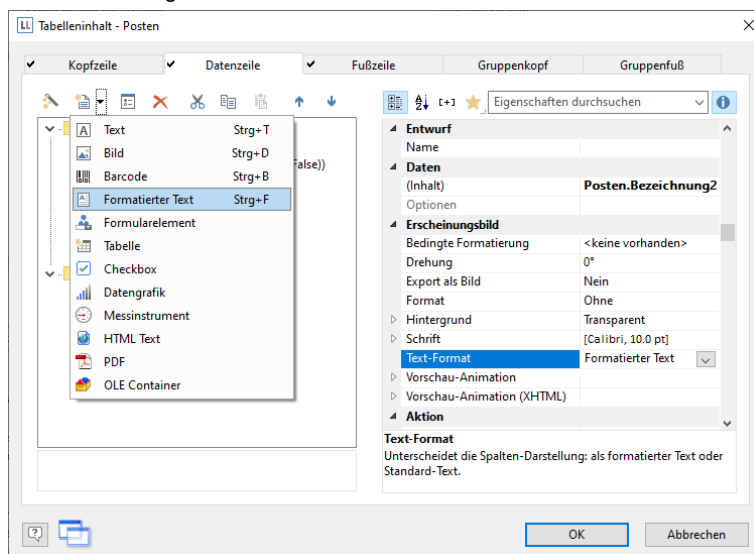 LL Tabelleninhalt - Posten
Kopfzeile Datenzeile Fußzeile Gruppenkopf Gruppenfuß
Eigenschaften durchsuchen
A Text Strg+T
Bild Strg+D
Barcode Strg+B
Formatierter Text Strg+F
Formularelement
Tabelle
Checkbox
Datengrafik
Messinstrument
HTML Text
PDF
OLE Container
False))
Entwurf
Name
Daten
(Inhalt) Posten.Bezeichnung2
Optionen
Erscheinungsbild
Bedingte Formatierung <keine vorhanden>
Drehung 0°
Export als Bild Nein
Format Ohne
Hintergrund Transparent
Schrift [Calibri, 10.0 pt]
Text-Format Formatierter Text
Vorschau-Animation
Vorschau-Animation (XHTML)
Aktion
Text-Format
Unterscheidet die Spalten-Darstellung: als formatierter Text oder
Standard-Text.
OK Abbrechen